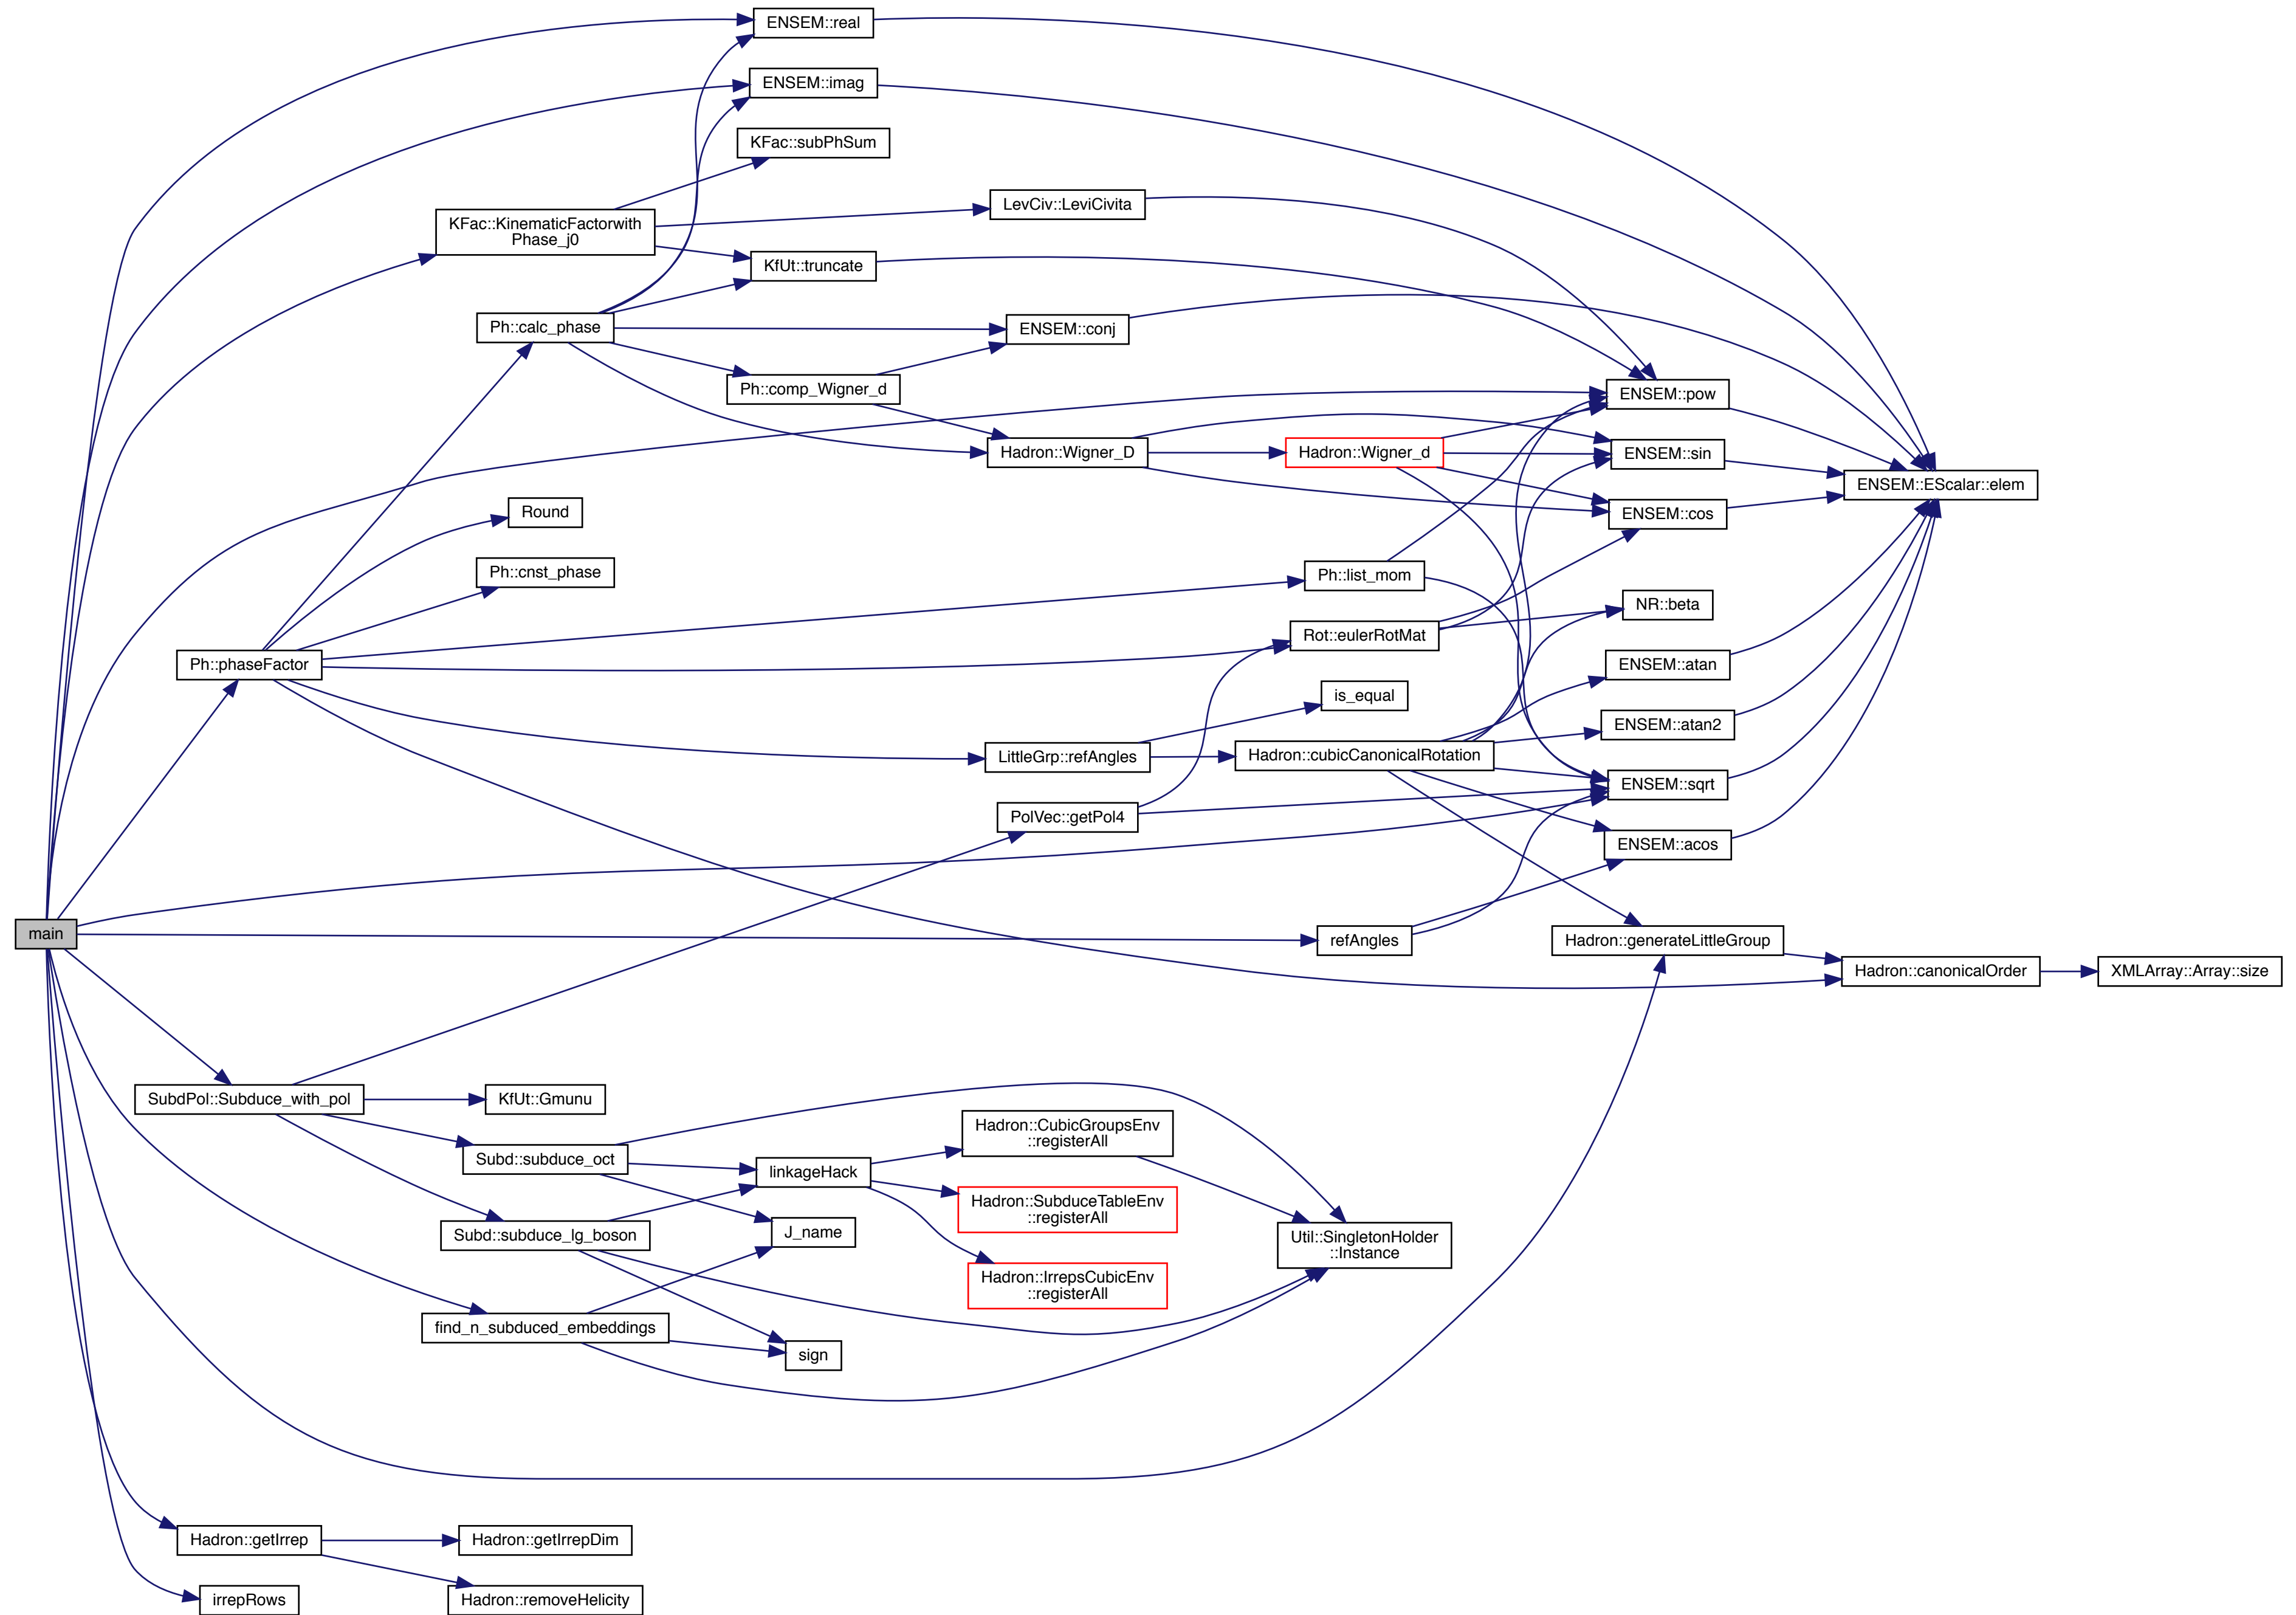 ENSEM::real
ENSEM::imag
KFac::subPhSum
LevCiv::LeviCivita
KFac::KinematicFactorwith
Phase_j0
KfUt::truncate
Ph::calc_phase
ENSEM::conj
Ph::comp_Wigner_d
ENSEM::pow
Hadron::Wigner_D
Hadron::Wigner_d
ENSEM::sin
ENSEM::EScalar::elem
Round
ENSEM::cos
Ph::cnst_phase
Ph::list_mom
NR::beta
Rot::eulerRotMat
Ph::phaseFactor
ENSEM::atan
is_equal
ENSEM::atan2
LittleGrp::refAngles
Hadron::cubicCanonicalRotation
ENSEM::sqrt
PolVec::getPol4
ENSEM::acos
main
refAngles
Hadron::generateLittleGroup
Hadron::canonicalOrder
XMLArray::Array::size
SubdPol::Subduce_with_pol
KfUt::Gmunu
Hadron::CubicGroupsEnv
::registerAll
Subd::subduce_oct
linkageHack
Hadron::SubduceTableEnv
::registerAll
Subd::subduce_lg_boson
J_name
Util::SingletonHolder
::Instance
Hadron::IrrepsCubicEnv
::registerAll
find_n_subduced_embeddings
sign
Hadron::getIrrep
Hadron::getIrrepDim
irrepRows
Hadron::removeHelicity